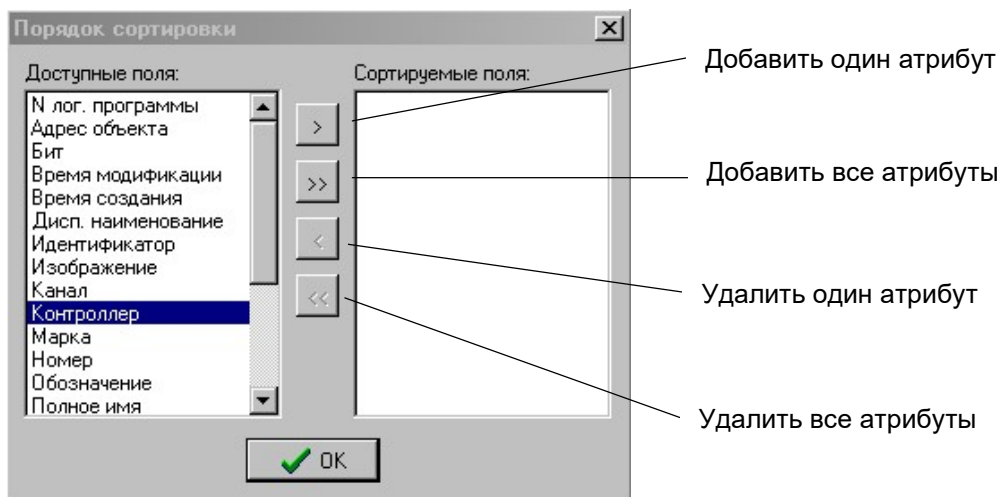 Порядок сортировки
Доступные поля:
Сортируемые поля:
N лог. программы
Адрес объекта
Бит
Время модификации
Время создания
Дисп. наименование
Идентификатор
Изображение
Канал
Контроллер
Марка
Номер
Обозначение
Полное имя
>
>>
<
<<
OK
Добавить один атрибут
Добавить все атрибуты
Удалить один атрибут
Удалить все атрибуты